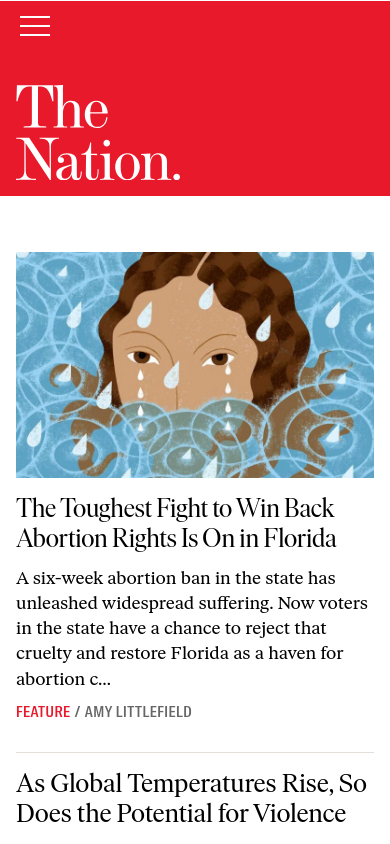 The
Nation.
The Toughest Fight to Win Back
Abortion Rights Is On in Florida
A six-week abortion ban in the state has
unleashed widespread suffering. Now voters
in the state have a chance to reject that
cruelty and restore Florida as a haven for
abortion c...
FEATURE / AMY LITTLEFIELD
As Global Temperatures Rise, So
Does the Potential for Violence